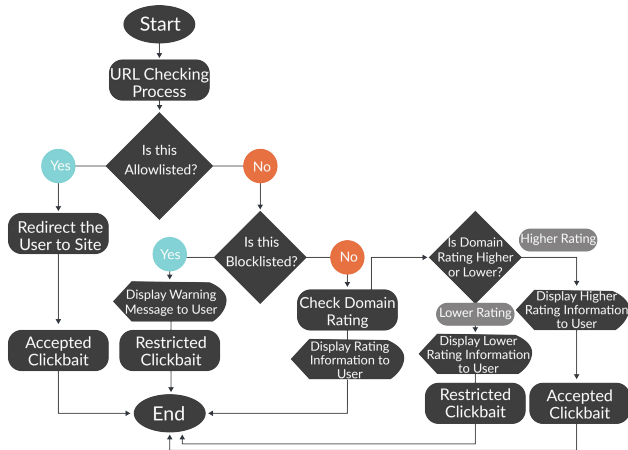 Start
URL Checking
Process
Is this
Allowlisted?
Yes
No
Redirect the
User to Site
Accepted
Clickbait
Is this
Blocklisted?
Yes
No
Display Warning
Message to User
Restricted
Clickbait
Check Domain
Rating
Display Rating
Information to
User
Is Domain
Rating Higher
or Lower?
Higher Rating
Lower Rating
Display Higher
Rating Information
to User
Display Lower
Rating Information
to User
Restricted
Clickbait
Accepted
Clickbait
End